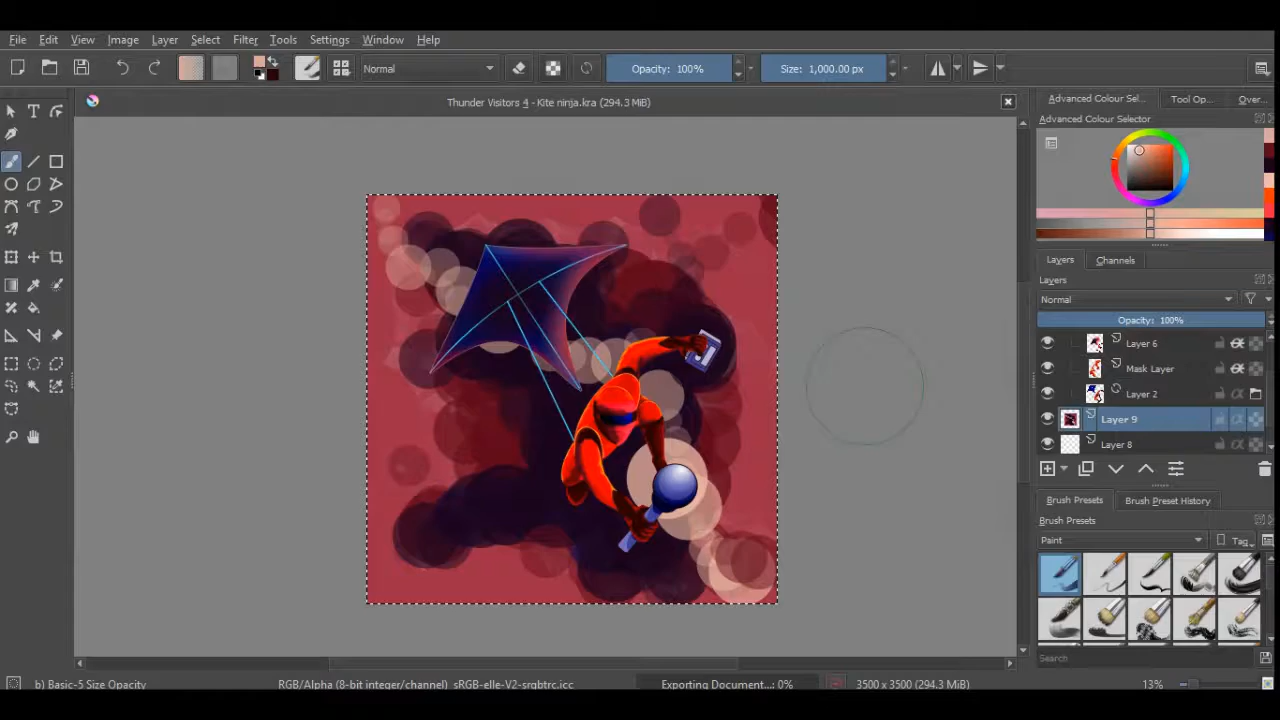 File Edit View Image Layer Select Filter Tools Settings Window Help
Normal Opacity: 100% Size: 1,000.00 px
Thunder Visitors 4 - Kite ninja.kra (294.3 MiB)
Advanced Colour Sel... Tool Op... Over...
Advanced Colour Selector
Layers Channels
Layers
Normal
Opacity: 100%
Layer 6
Mask Layer
Layer 2
Layer 9
Layer 8
Brush Presets Brush Preset History
Brush Presets
Paint Tag
Search
b) Basic-5 Size Opacity RGB/Alpha (8-bit integer/channel) sRGB-elle-V2-srgbtrc.icc Exporting Document...: 0% 3500 x 3500 (294.3 MiB) 13%